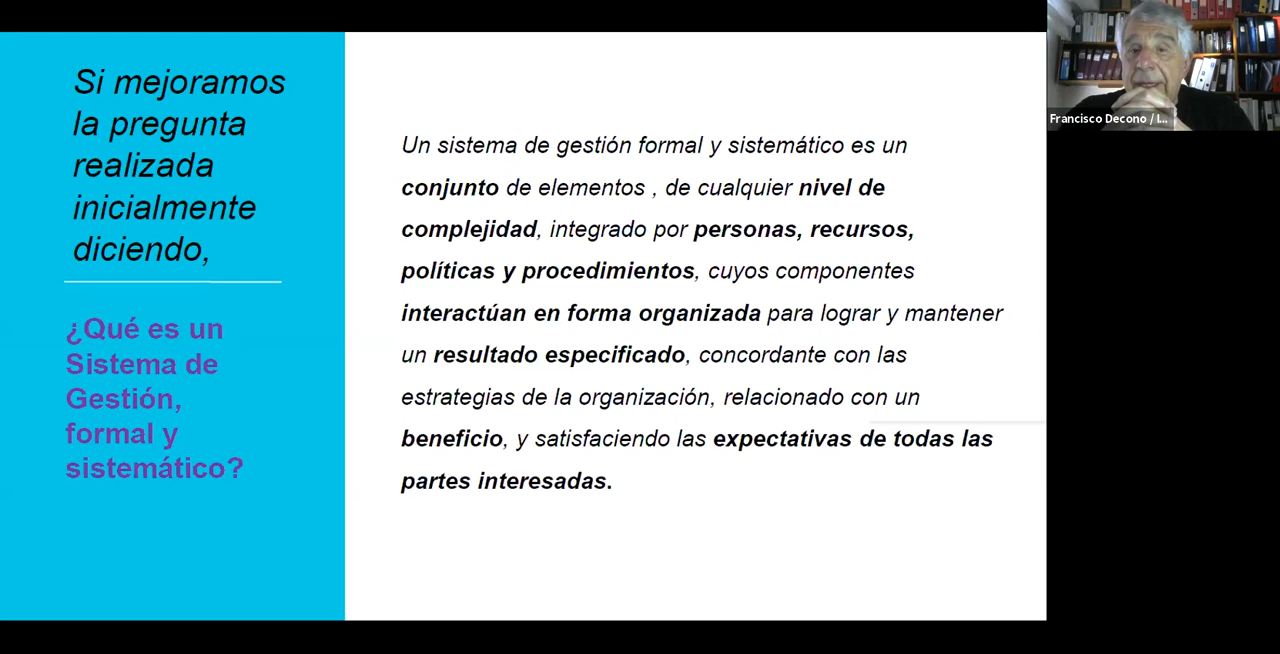 Si mejoramos
la pregunta
realizada
inicialmente
diciendo,
¿Qué es un
Sistema de
Gestión,
formal y
sistemático?
Un sistema de gestión formal y sistemático es un
conjunto de elementos , de cualquier nivel de
complejidad, integrado por personas, recursos,
políticas y procedimientos, cuyos componentes
interactúan en forma organizada para lograr y mantener
un resultado especificado, concordante con las
estrategias de la organización, relacionado con un
beneficio, y satisfaciendo las expectativas de todas las
partes interesadas.
Francisco Decono / I...